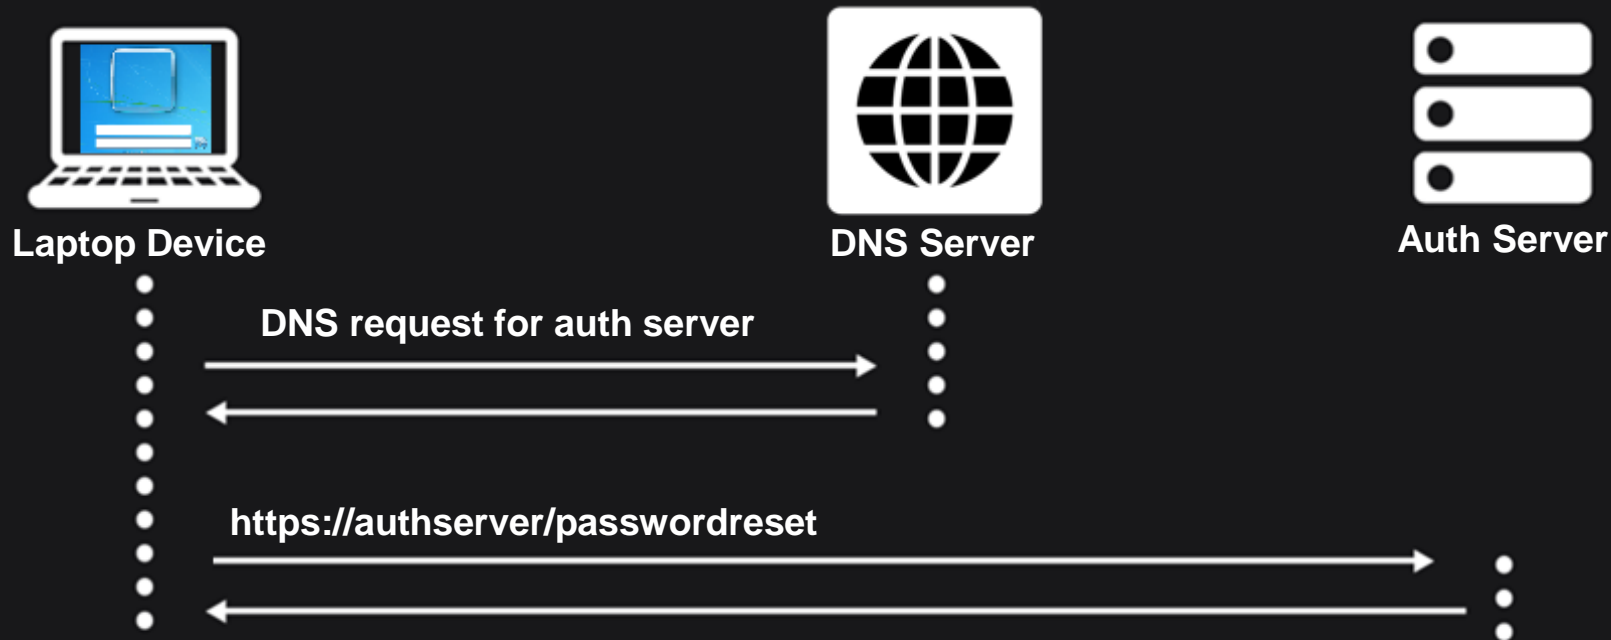 Laptop Device
DNS Server
Auth Server
DNS request for auth server
https://authserver/passwordreset